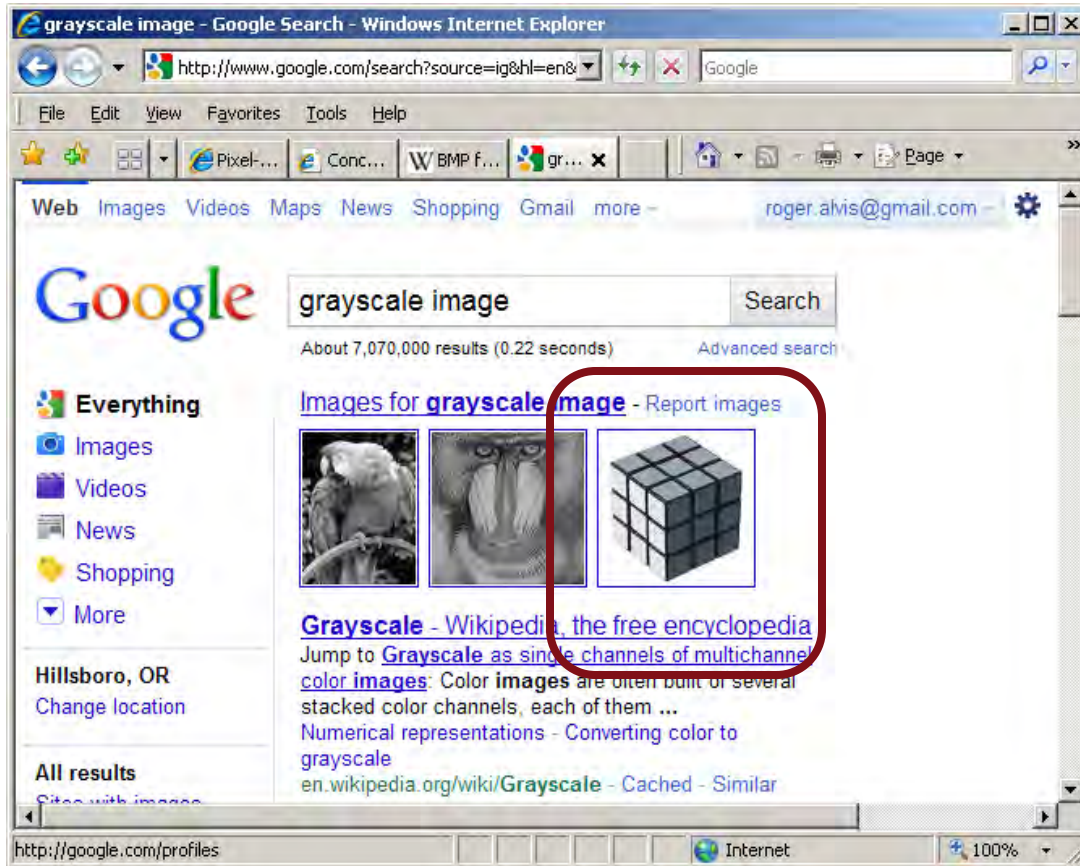 grayscale image - Google Search - Windows Internet Explorer
http://www.google.com/search?source=ig&hl=en& Google
File Edit View Favorites Tools Help
Pixel-... Conc... W BMP f... gr... Page
Web Images Videos Maps News Shopping Gmail more roger.alvis@gmail.com
Google
grayscale image Search
About 7,070,000 results (0.22 seconds) Advanced search
Everything
Images
Videos
News
Shopping
More
Hillsboro, OR
Change location
All results
Sites with images
Images for grayscale image - Report images
Grayscale - Wikipedia, the free encyclopedia
Jump to Grayscale as single channels of multichannel
color images: Color images are often built of several
stacked color channels, each of them ...
Numerical representations - Converting color to
grayscale
en.wikipedia.org/wiki/Grayscale - Cached - Similar
http://google.com/profiles Internet 100%